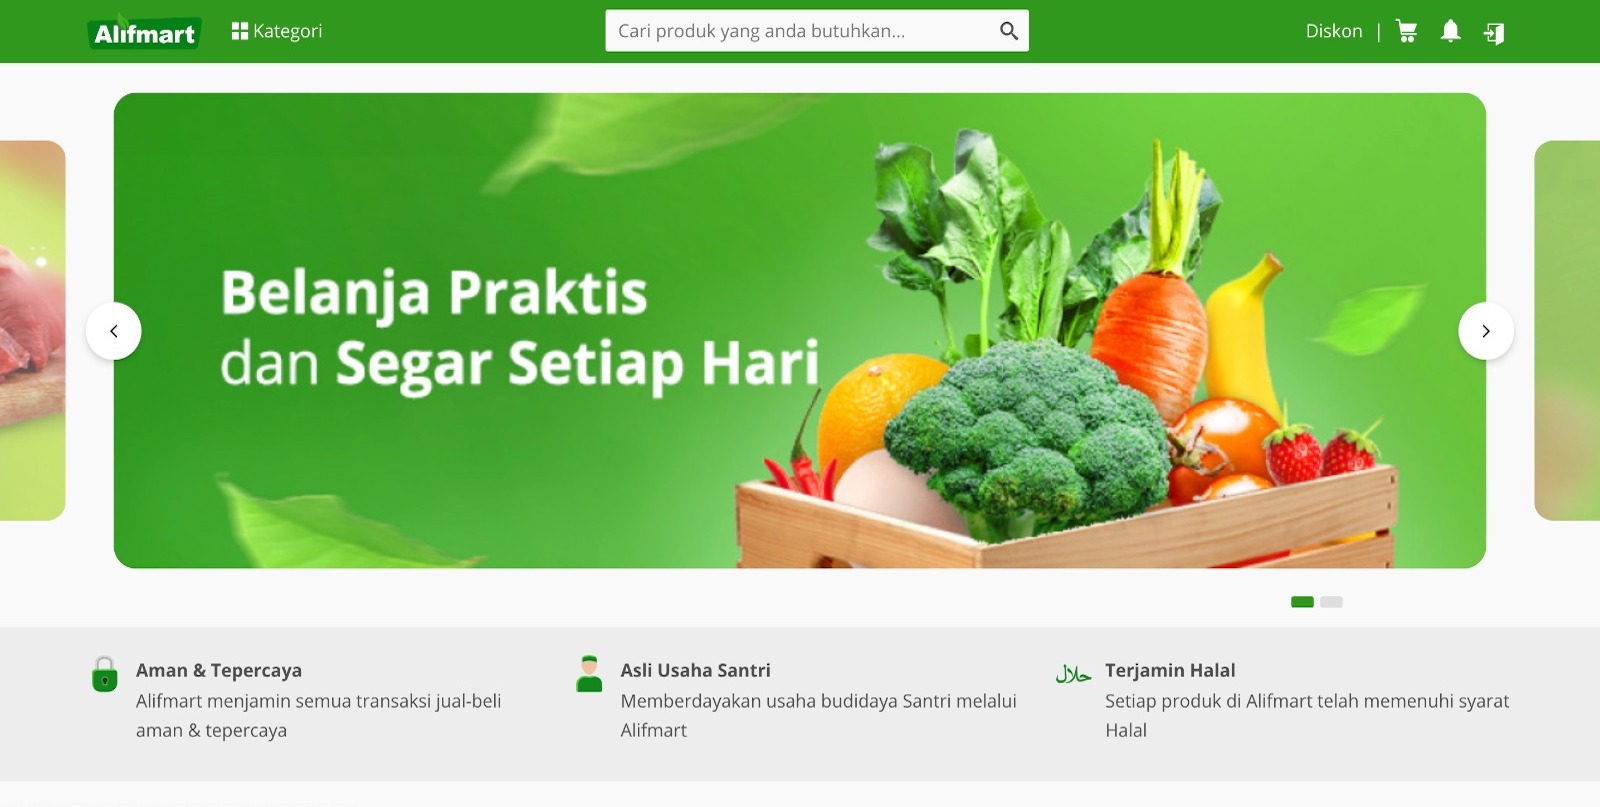 Alifmart
Kategori
Cari produk yang anda butuhkan...
Diskon |
Belanja Praktis
dan Segar Setiap Hari
Aman & Tepercaya
Alifmart menjamin semua transaksi jual-beli
aman & tepercaya
Asli Usaha Santri
Memberdayakan usaha budidaya Santri melalui
Alifmart
حلال
Terjamin Halal
Setiap produk di Alifmart telah memenuhi syarat
Halal